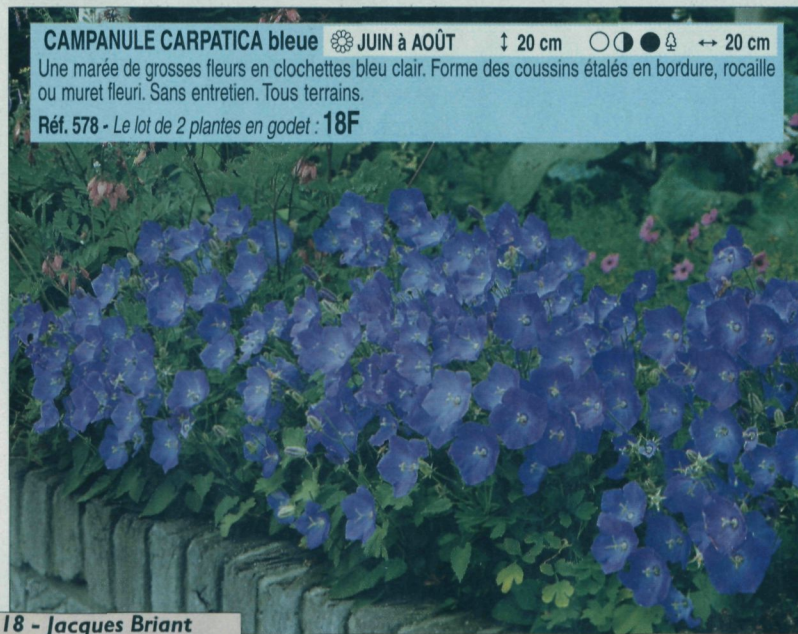 CAMPANULE CARPATICA bleue JUIN à AOÛT ↕ 20 cm ↔ 20 cm
Une marée de grosses fleurs en clochettes bleu clair. Forme des coussins étalés en bordure, rocaille
ou muret fleuri. Sans entretien. Tous terrains.
Réf. 578 - Le lot de 2 plantes en godet : 18F
18 - Jacques Briant